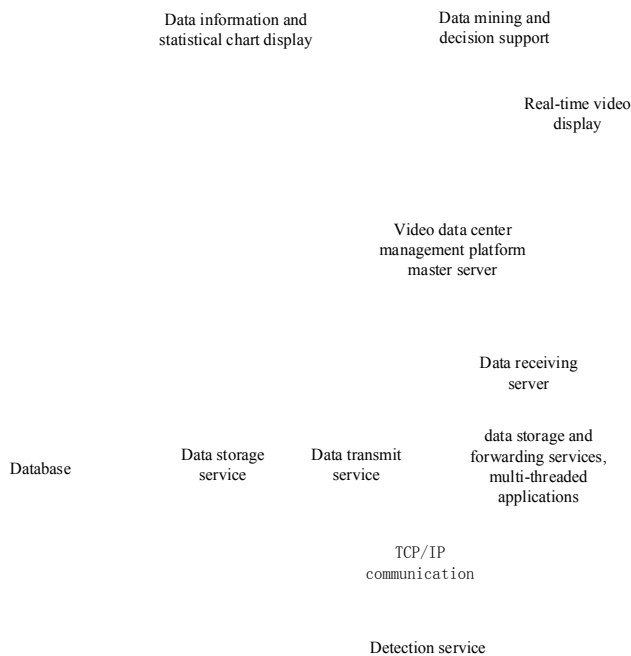 Data information and
statistical chart display
Data mining and
decision support
Real-time video
display
Video data center
management platform
master server
Data receiving
server
Database
Data storage
service
Data transmit
service
data storage and
forwarding services,
multi-threaded
applications
TCP/IP
communication
Detection service